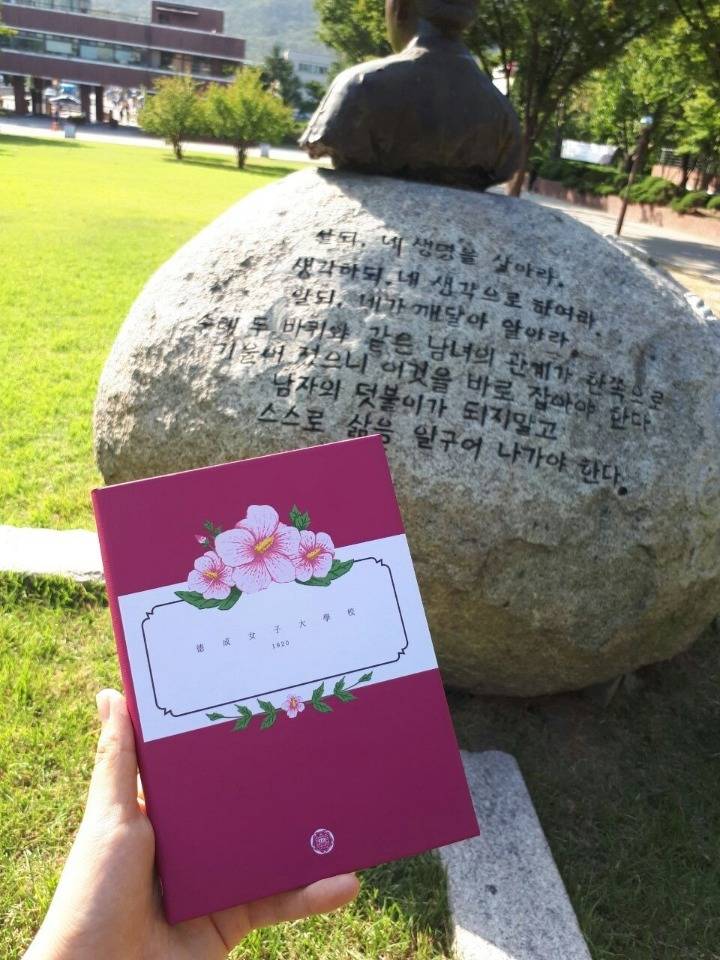 살되, 네 생명을 살아라.
생각하되, 네 생각으로 하여라.
알되, 네가 깨달아 알아라.
수레 두 바퀴와 같은 남녀의 관계가 한쪽으로
기울어 졌으니 이것을 바로 잡아야 한다
남자의 덧붙이가 되지말고
스스로 삶을 일구어 나가야 한다.
德成女子大學校
1920